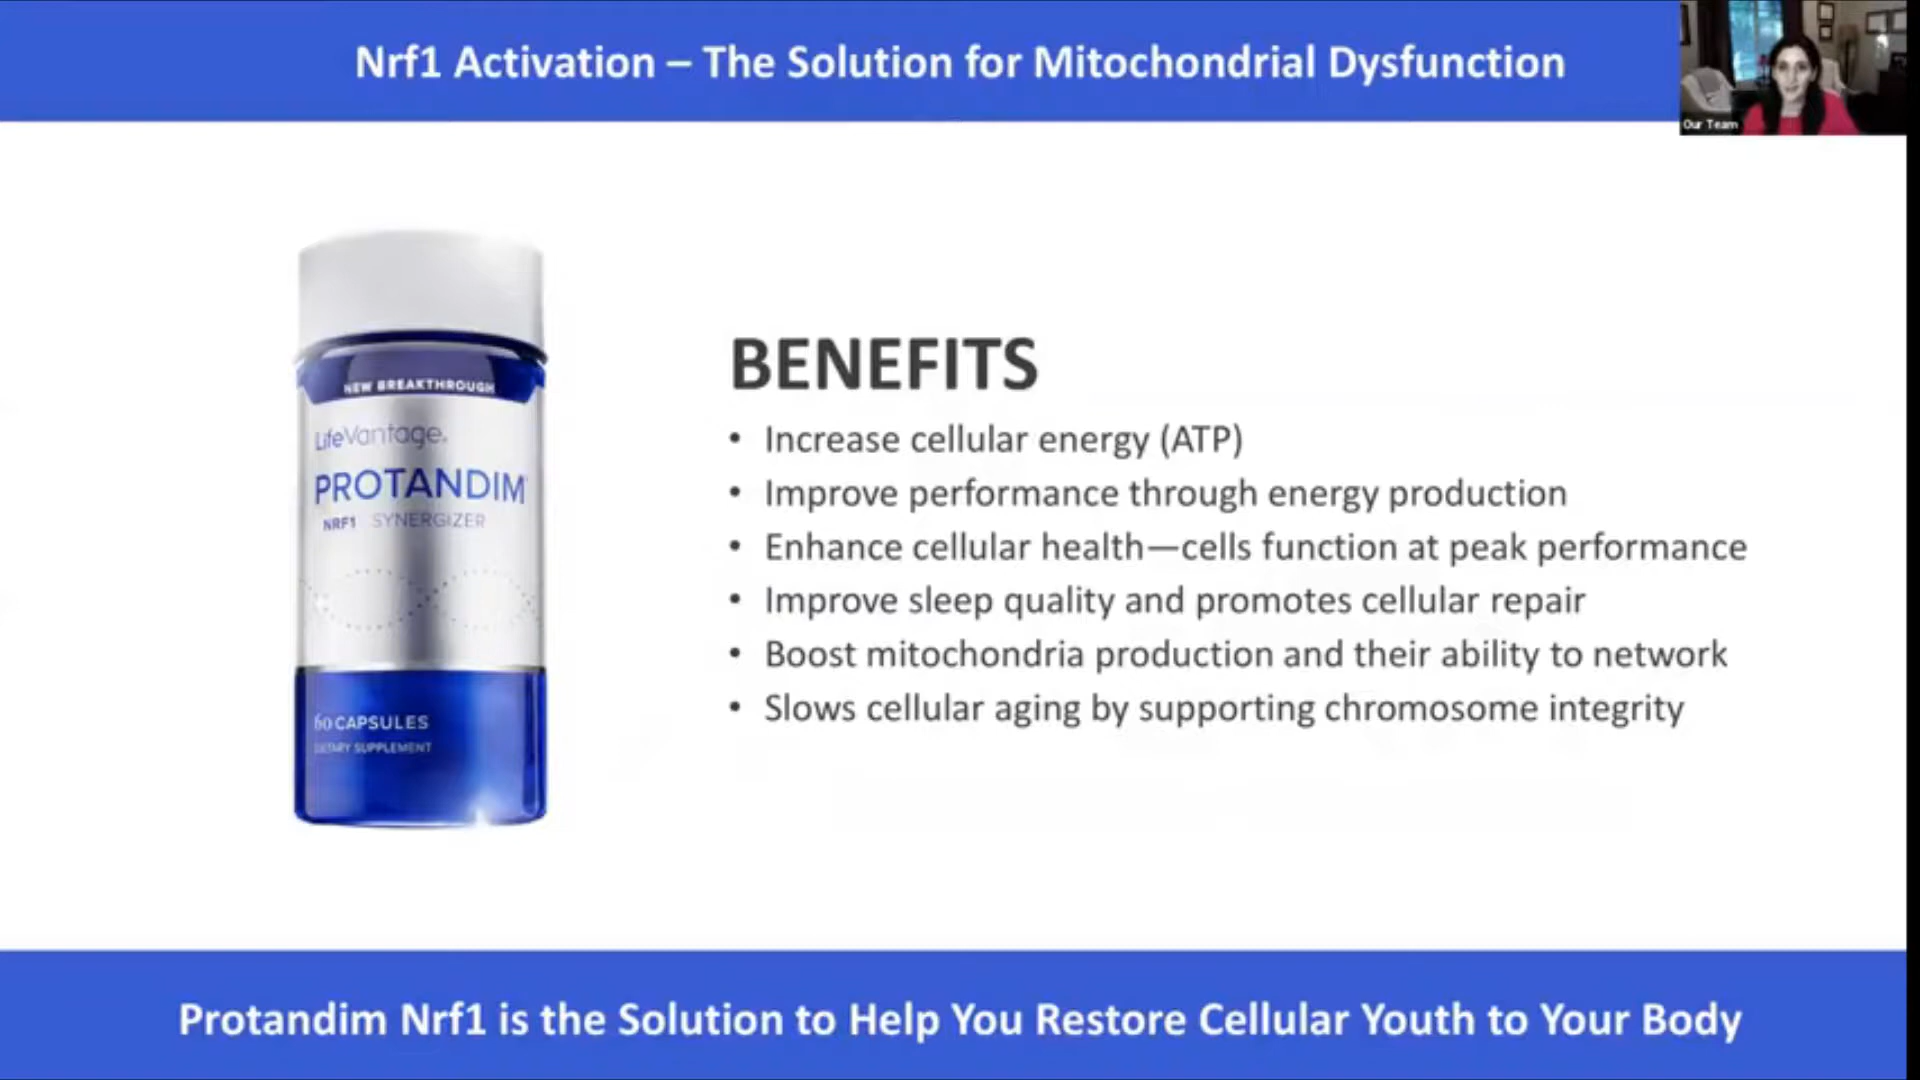 Nrf1 Activation – The Solution for Mitochondrial Dysfunction
Our Team
NEW BREAKTHROUGH
LifeVantage.
PROTANDIM
NRF1 SYNERGIZER
60 CAPSULES
DIETARY SUPPLEMENT
BENEFITS
• Increase cellular energy (ATP)
• Improve performance through energy production
• Enhance cellular health—cells function at peak performance
• Improve sleep quality and promotes cellular repair
• Boost mitochondria production and their ability to network
• Slows cellular aging by supporting chromosome integrity
Protandim Nrf1 is the Solution to Help You Restore Cellular Youth to Your Body